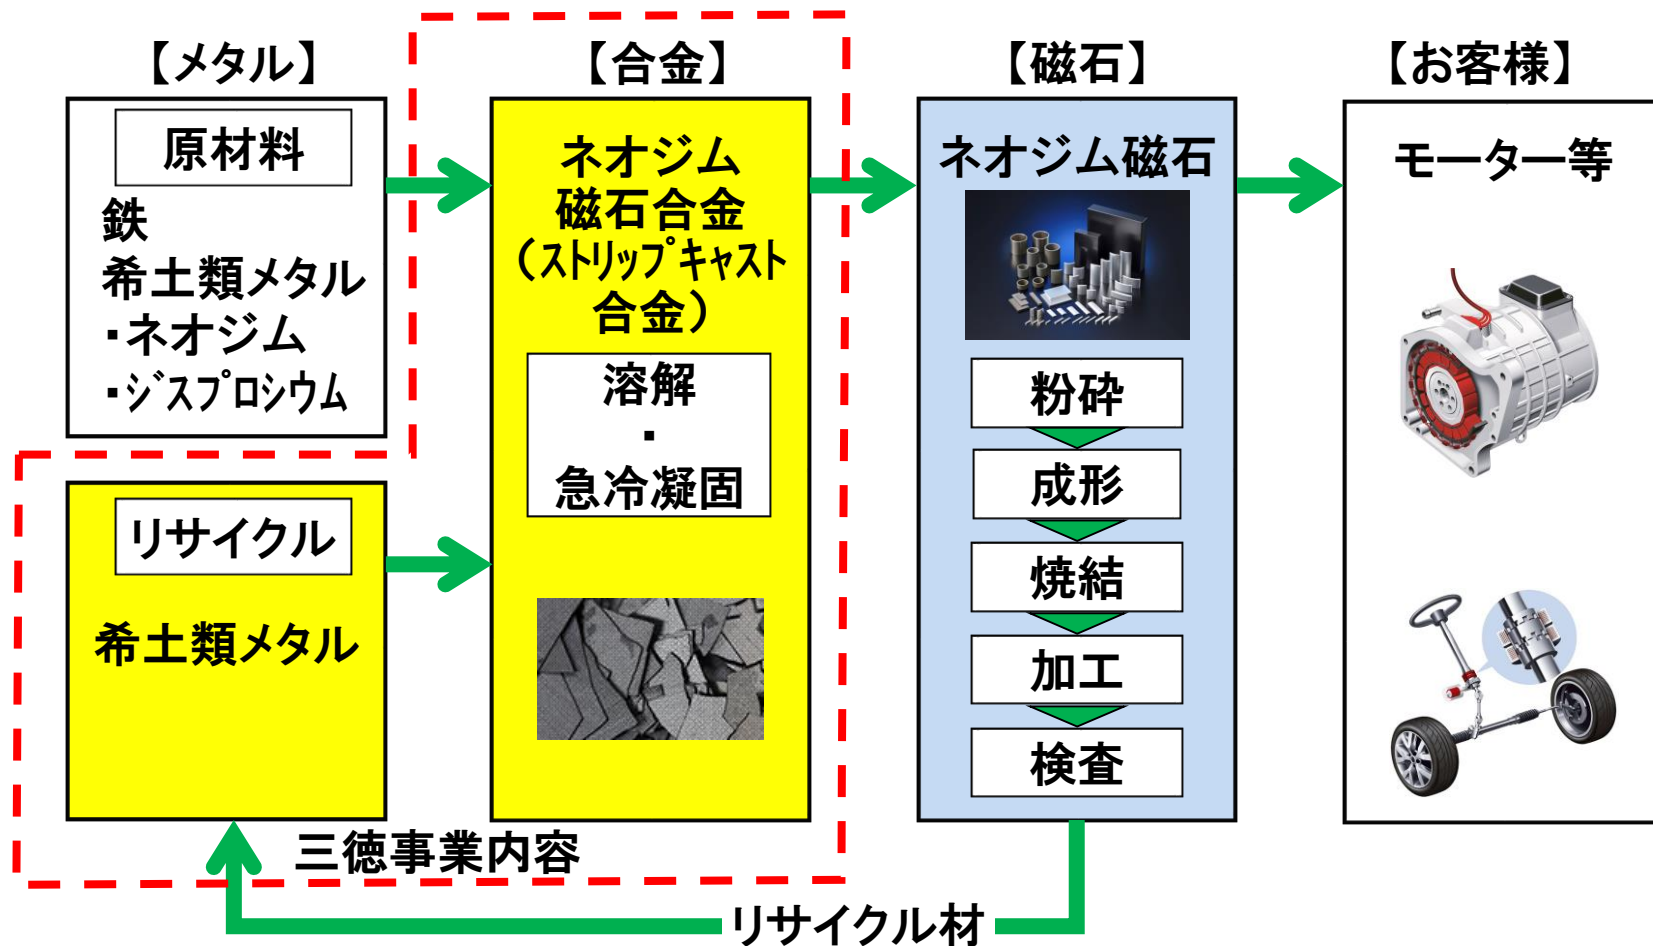 【メタル】
原材料
鉄
希土類メタル
・ネオジム
・ジスプロシウム
リサイクル
希土類メタル
【合金】
ネオジム
磁石合金
（ストリップキャスト
合金）
溶解
・
急冷凝固
三徳事業内容
【磁石】
ネオジム磁石
粉砕
成形
焼結
加工
検査
リサイクル材
【お客様】
モーター等